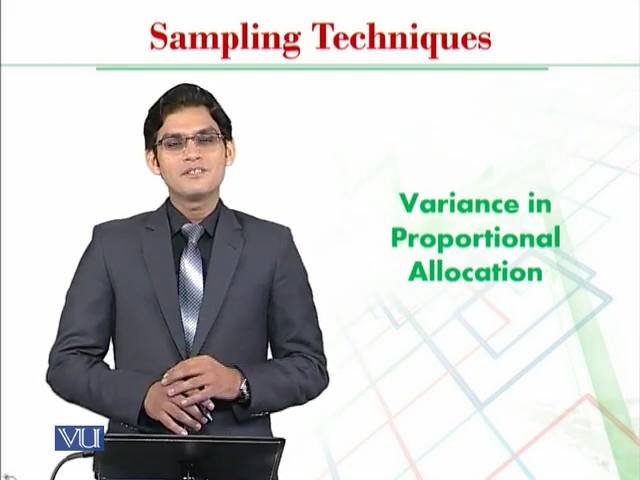 Sampling Techniques
Variance in
Proportional
Allocation
VU